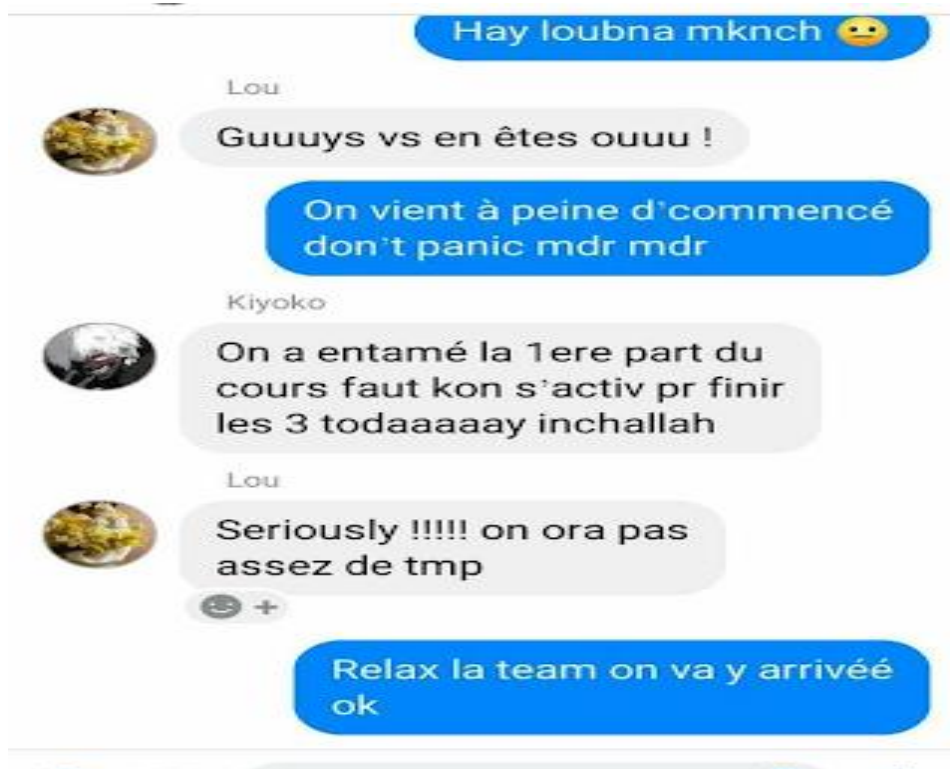 Hay loubna mknch 😐
Lou
Guuuys vs en êtes ouuu !
On vient à peine d'commencé
don't panic mdr mdr
Kiyoko
On a entamé la 1ere part du
cours faut kon s'activ pr finir
les 3 todaaaaay inchallah
Lou
Seriously !!!!! on ora pas
assez de tmp
Relax la team on va y arrivéé
ok